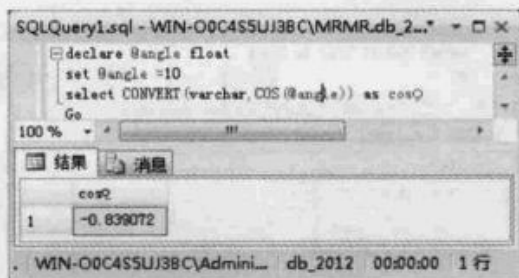 SQLQuery1.sql - WIN-O0C4S5UJ3BC\MRMR.db_2...*
declare @angle float
set @angle =10
select CONVERT(varchar,COS(@angle)) as cosQ
Go
100 %
结果 消息
cosQ
1 -0.839072
WIN-O0C4S5UJ3BC\Admini... db_2012 00:00:00 1 行